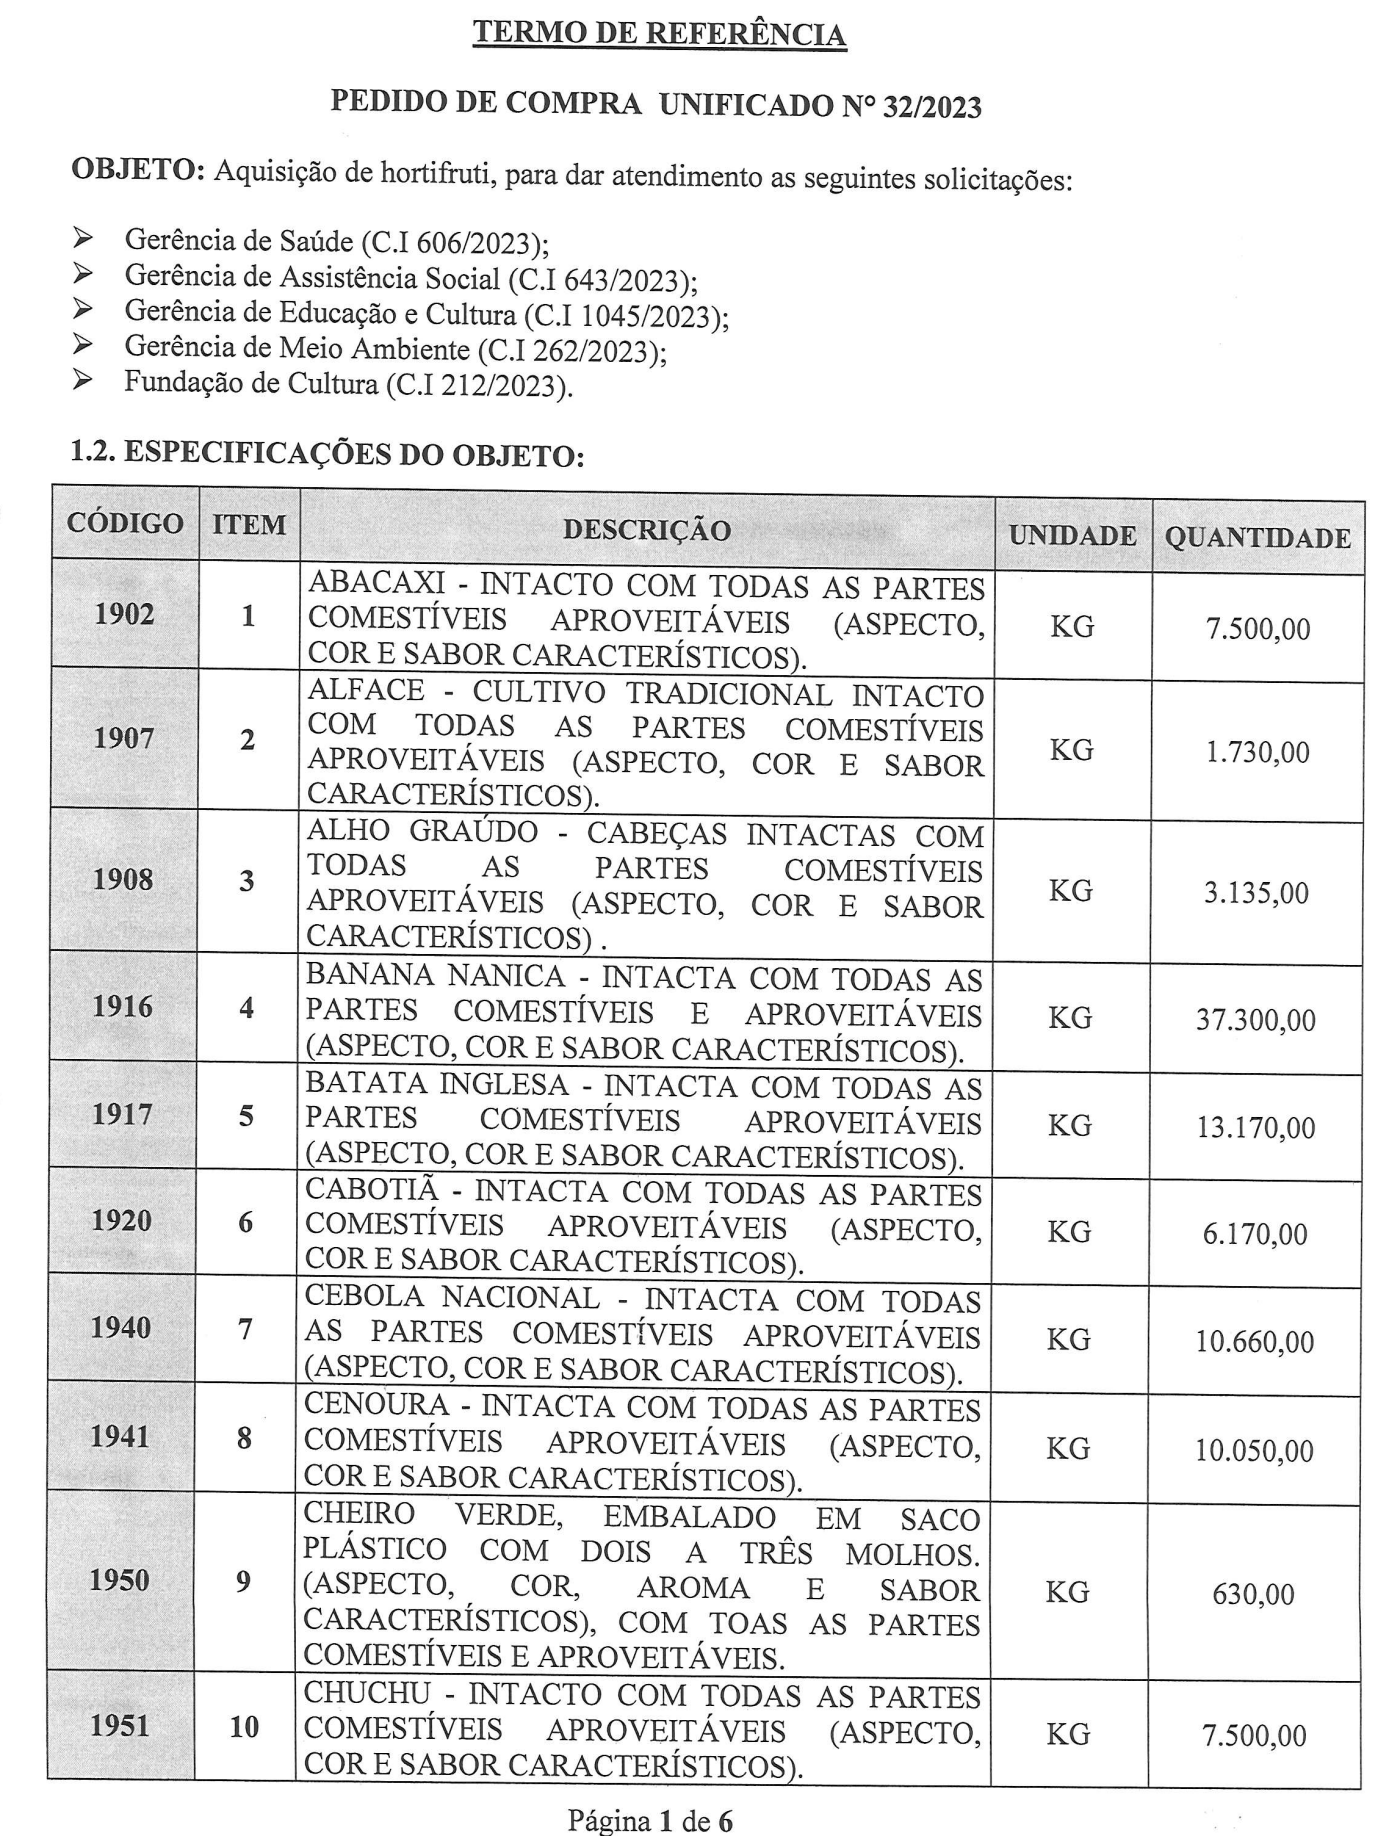 TERMO DE REFERÊNCIA
PEDIDO DE COMPRA UNIFICADO Nº 32/2023
OBJETO: Aquisição de hortifruti, para dar atendimento as seguintes solicitações:
➢ Gerência de Saúde (C.I 606/2023);
➢ Gerência de Assistência Social (C.I 643/2023);
➢ Gerência de Educação e Cultura (C.I 1045/2023);
➢ Gerência de Meio Ambiente (C.I 262/2023);
➢ Fundação de Cultura (C.I 212/2023).
1.2. ESPECIFICAÇÕES DO OBJETO:
CÓDIGO ITEM DESCRIÇÃO UNIDADE QUANTIDADE
ABACAXI - INTACTO COM TODAS AS PARTES
1902 1 COMESTÍVEIS APROVEITÁVEIS (ASPECTO, KG 7.500,00
COR E SABOR CARACTERÍSTICOS).
ALFACE - CULTIVO TRADICIONAL INTACTO
COM TODAS AS PARTES COMESTÍVEIS
1907 2 APROVEITÁVEIS (ASPECTO, COR E SABOR KG 1.730,00
CARACTERÍSTICOS).
ALHO GRAÚDO - CABEÇAS INTACTAS COM
TODAS AS PARTES COMESTÍVEIS
1908 3 APROVEITÁVEIS (ASPECTO, COR E SABOR KG 3.135,00
CARACTERÍSTICOS) .
BANANA NANICA - INTACTA COM TODAS AS
1916 4 PARTES COMESTÍVEIS E APROVEITÁVEIS KG 37.300,00
(ASPECTO, COR E SABOR CARACTERÍSTICOS).
BATATA INGLESA - INTACTA COM TODAS AS
1917 5 PARTES COMESTÍVEIS APROVEITÁVEIS KG 13.170,00
(ASPECTO, COR E SABOR CARACTERÍSTICOS).
CABOTIÃ - INTACTA COM TODAS AS PARTES
1920 6 COMESTÍVEIS APROVEITÁVEIS (ASPECTO, KG 6.170,00
COR E SABOR CARACTERÍSTICOS).
CEBOLA NACIONAL - INTACTA COM TODAS
1940 7 AS PARTES COMESTÍVEIS APROVEITÁVEIS KG 10.660,00
(ASPECTO, COR E SABOR CARACTERÍSTICOS).
CENOURA - INTACTA COM TODAS AS PARTES
1941 8 COMESTÍVEIS APROVEITÁVEIS (ASPECTO, KG 10.050,00
COR E SABOR CARACTERÍSTICOS).
CHEIRO VERDE, EMBALADO EM SACO
PLÁSTICO COM DOIS A TRÊS MOLHOS.
1950 9 (ASPECTO, COR, AROMA E SABOR KG 630,00
CARACTERÍSTICOS), COM TOAS AS PARTES
COMESTÍVEIS E APROVEITÁVEIS.
CHUCHU - INTACTO COM TODAS AS PARTES
1951 10 COMESTÍVEIS APROVEITÁVEIS (ASPECTO, KG 7.500,00
COR E SABOR CARACTERÍSTICOS).
Página 1 de 6